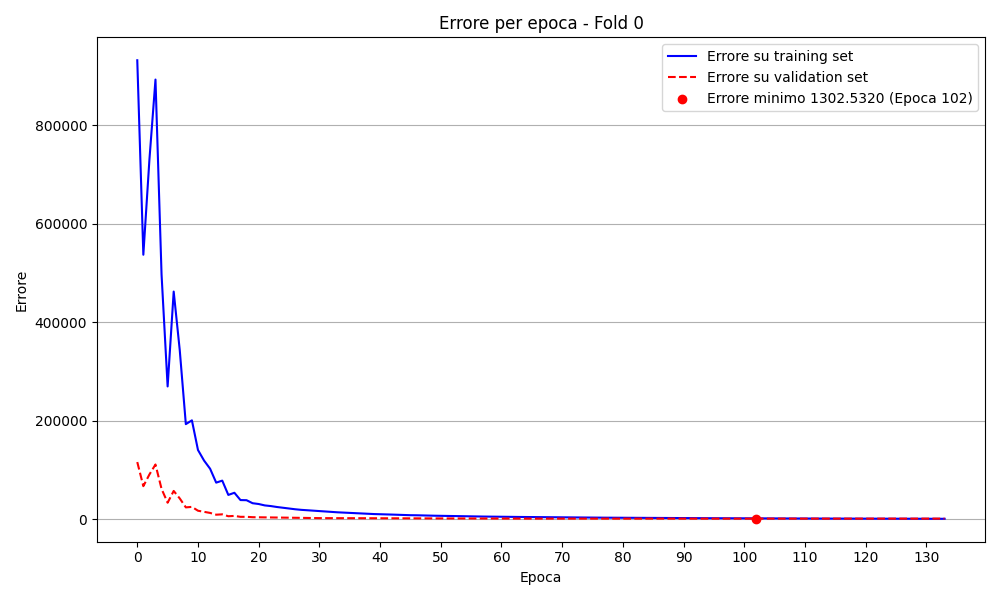 Errore per epoca - Fold 0
Errore su training set
Errore su validation set
Errore minimo 1302.5320 (Epoca 102)
800000
600000
400000
200000
0
Errore
0 10 20 30 40 50 60 70 80 90 100 110 120 130
Epoca